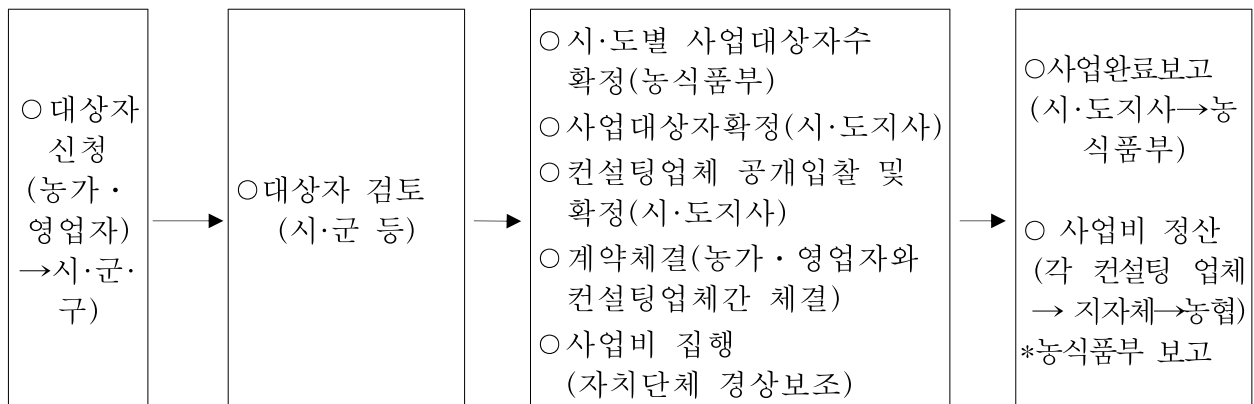 ○ 대상자
신청
(농가・
영업자)
→시·군·
구)
○대상자 검토
(시·군 등)
○시·도별 사업대상자수
확정(농식품부)
○사업대상자확정(시·도지사)
○컨설팅업체 공개입찰 및
확정(시·도지사)
○계약체결(농가・영업자와
컨설팅업체간 체결)
○사업비 집행
(자치단체 경상보조)
○사업완료보고
(시·도지사→농
식품부)
○ 사업비 정산
(각 컨설팅 업체
→ 지자체→농협)
*농식품부 보고